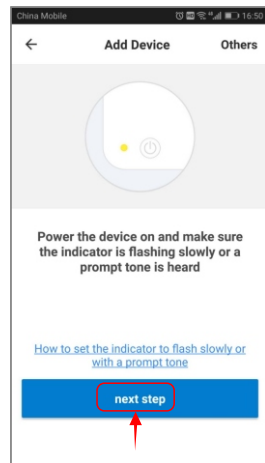 China Mobile 16:50
Add Device Others
Power the device on and make sure
the indicator is flashing slowly or a
prompt tone is heard
How to set the indicator to flash slowly or
with a prompt tone
next step